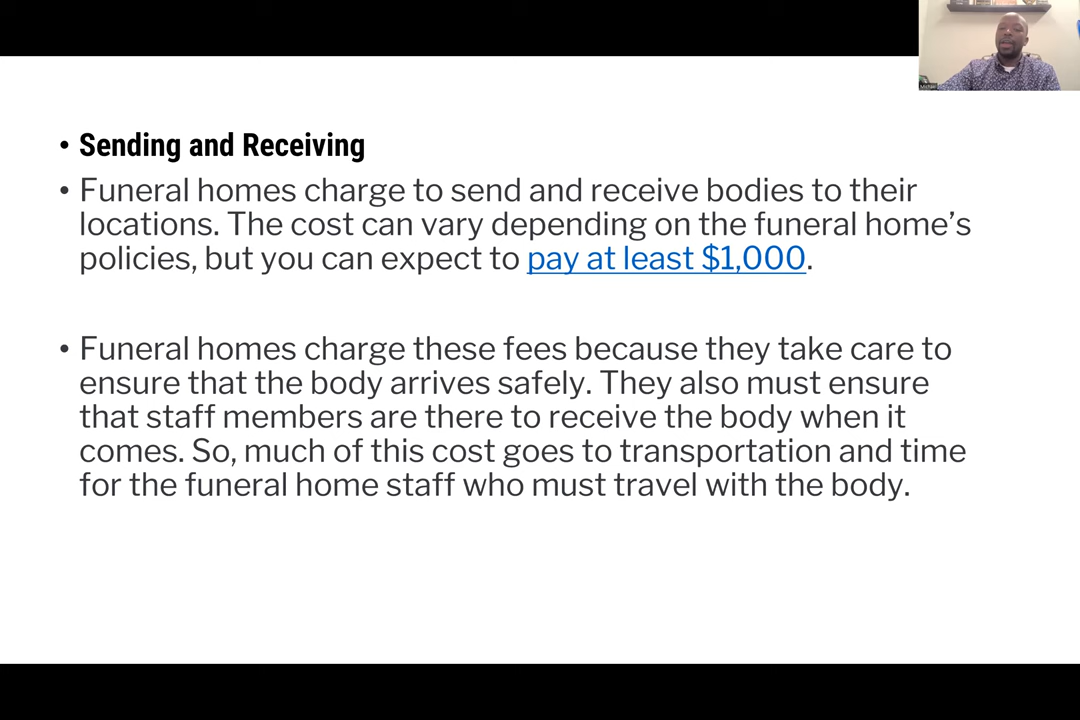 • Sending and Receiving
• Funeral homes charge to send and receive bodies to their
locations. The cost can vary depending on the funeral home’s
policies, but you can expect to pay at least $1,000.
• Funeral homes charge these fees because they take care to
ensure that the body arrives safely. They also must ensure
that staff members are there to receive the body when it
comes. So, much of this cost goes to transportation and time
for the funeral home staff who must travel with the body.